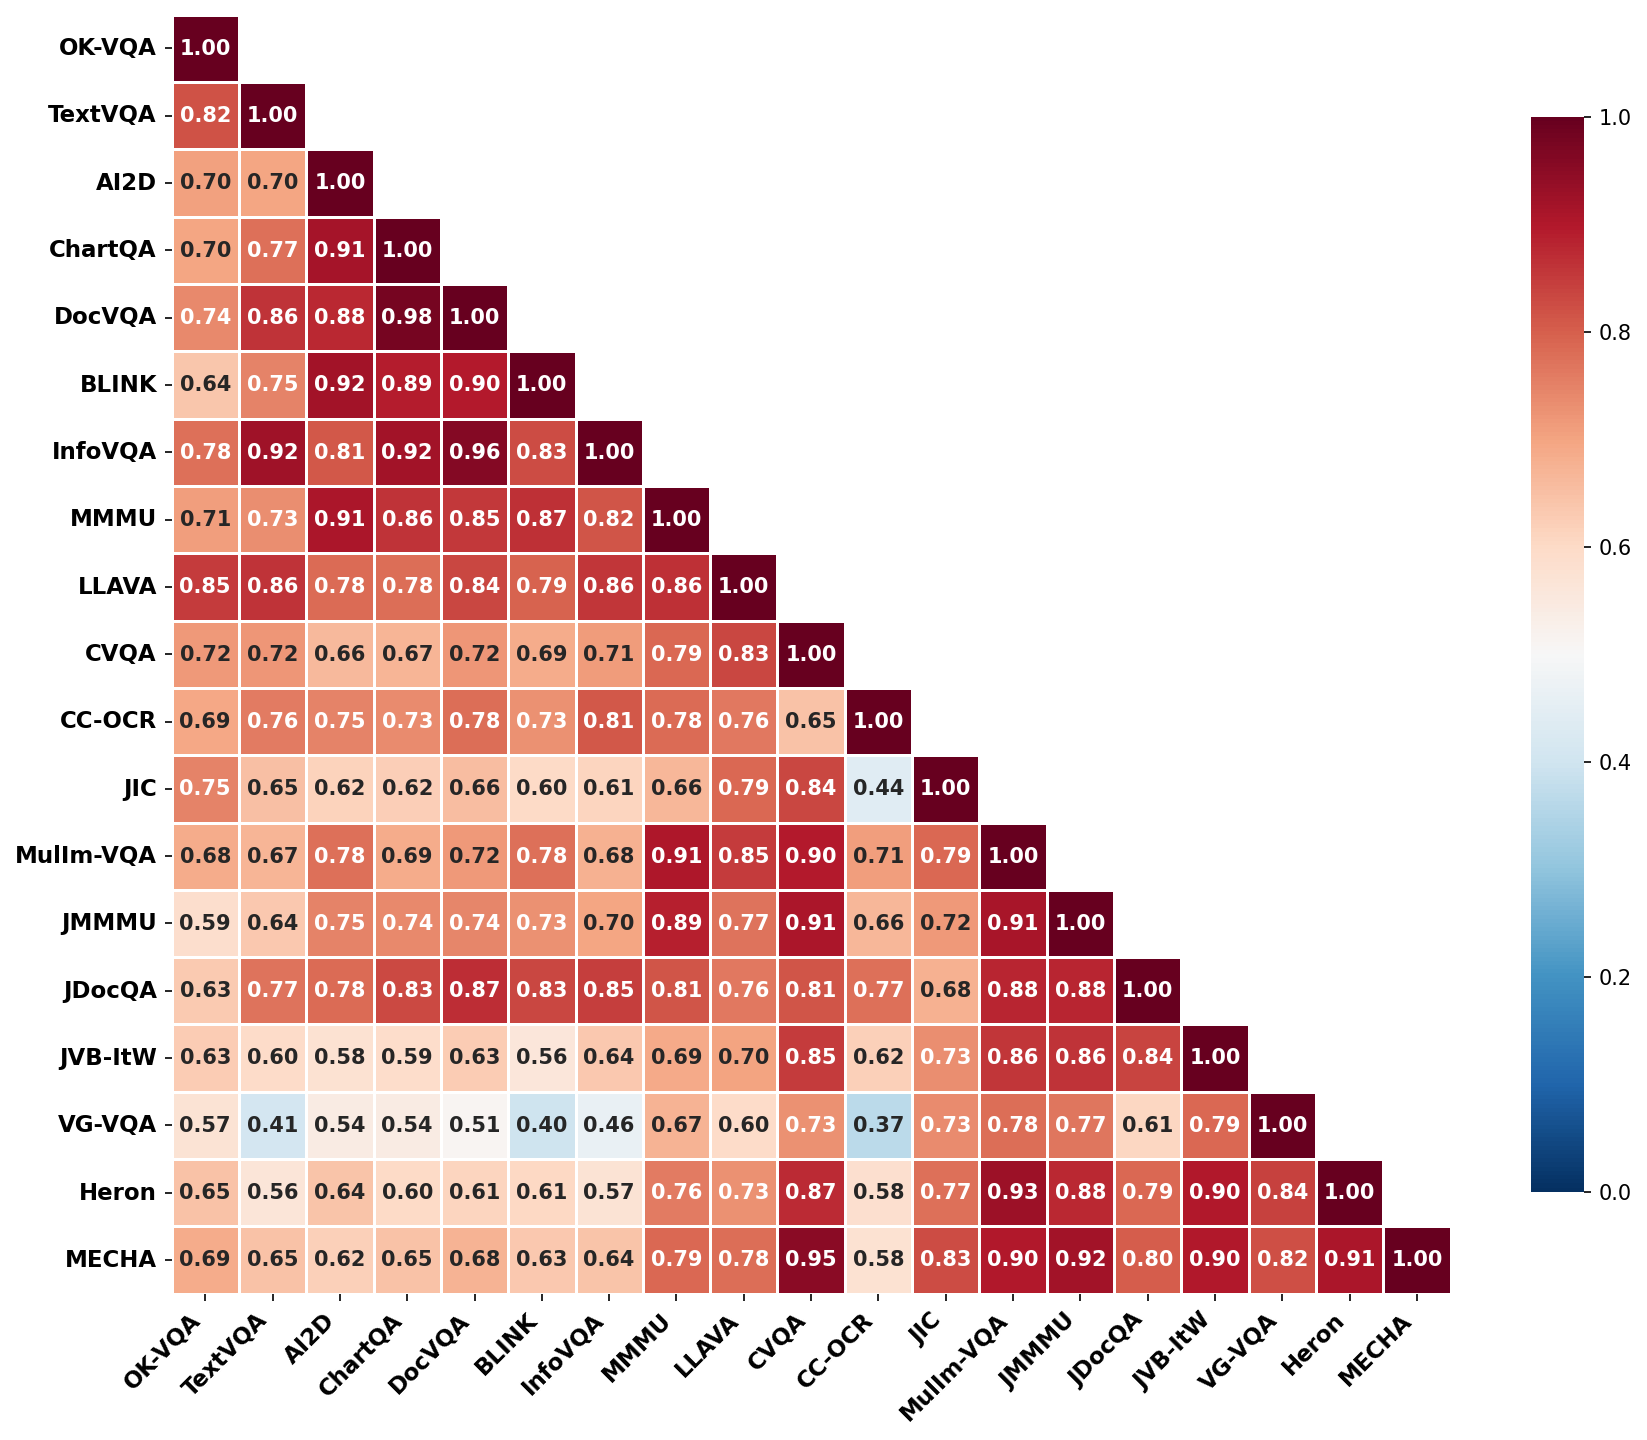 OK-VQA 1.00
TextVQA 0.82 1.00
AI2D 0.70 0.70 1.00
ChartQA 0.70 0.77 0.91 1.00
DocVQA 0.74 0.86 0.88 0.98 1.00
BLINK 0.64 0.75 0.92 0.89 0.90 1.00
InfoVQA 0.78 0.92 0.81 0.92 0.96 0.83 1.00
MMMU 0.71 0.73 0.91 0.86 0.85 0.87 0.82 1.00
LLAVA 0.85 0.86 0.78 0.78 0.84 0.79 0.86 0.86 1.00
CVQA 0.72 0.72 0.66 0.67 0.72 0.69 0.71 0.79 0.83 1.00
CC-OCR 0.69 0.76 0.75 0.73 0.78 0.73 0.81 0.78 0.76 0.65 1.00
JIC 0.75 0.65 0.62 0.62 0.66 0.60 0.61 0.66 0.79 0.84 0.44 1.00
MulIm-VQA 0.68 0.67 0.78 0.69 0.72 0.78 0.68 0.91 0.85 0.90 0.71 0.79 1.00
JMMMU 0.59 0.64 0.75 0.74 0.74 0.73 0.70 0.89 0.77 0.91 0.66 0.72 0.91 1.00
JDocQA 0.63 0.77 0.78 0.83 0.87 0.83 0.85 0.81 0.76 0.81 0.77 0.68 0.88 0.88 1.00
JVB-ItW 0.63 0.60 0.58 0.59 0.63 0.56 0.64 0.69 0.70 0.85 0.62 0.73 0.86 0.86 0.84 1.00
VG-VQA 0.57 0.41 0.54 0.54 0.51 0.40 0.46 0.67 0.60 0.73 0.37 0.73 0.78 0.77 0.61 0.79 1.00
Heron 0.65 0.56 0.64 0.60 0.61 0.61 0.57 0.76 0.73 0.87 0.58 0.77 0.93 0.88 0.79 0.90 0.84 1.00
MECHA 0.69 0.65 0.62 0.65 0.68 0.63 0.64 0.79 0.78 0.95 0.58 0.83 0.90 0.92 0.80 0.90 0.82 0.91 1.00
OK-VQA TextVQA AI2D ChartQA DocVQA BLINK InfoVQA MMMU LLAVA CVQA CC-OCR JIC MulIm-VQA JMMMU JDocQA JVB-ItW VG-VQA Heron MECHA
1.0
0.8
0.6
0.4
0.2
0.0